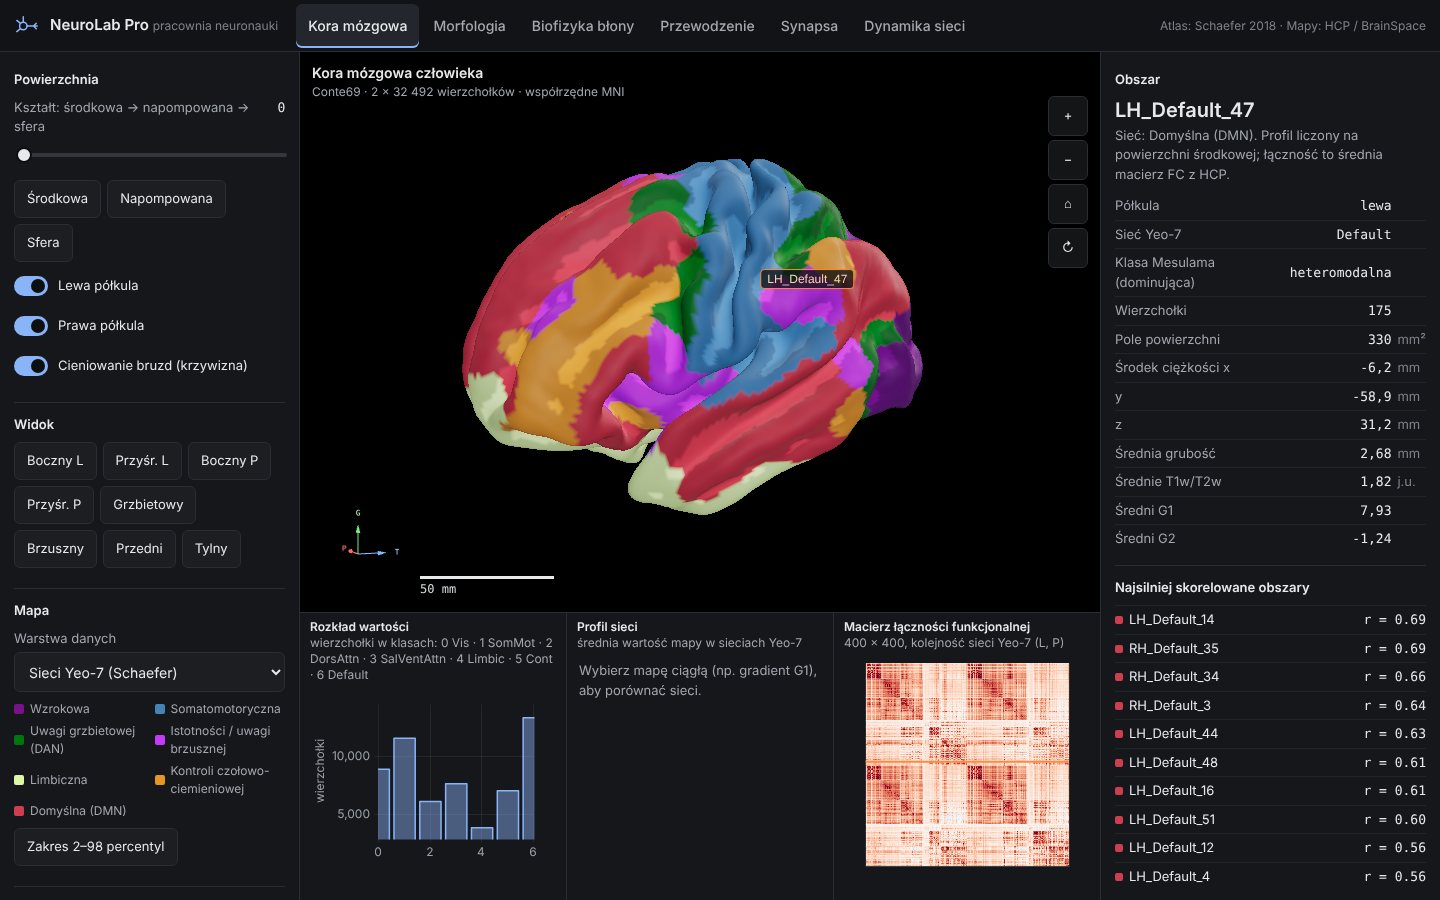 NeuroLab Pro pracownia neuronauki
Kora mózgowa
Morfologia
Biofizyka błony
Przewodzenie
Synapsa
Dynamika sieci
Atlas: Schaefer 2018 · Mapy: HCP / BrainSpace
Powierzchnia
Kształt: środkowa → napompowana → 0
sfera
Środkowa
Napompowana
Sfera
Lewa półkula
Prawa półkula
Cieniowanie bruzd (krzywizna)
Widok
Boczny L
Przyśr. L
Boczny P
Przyśr. P
Grzbietowy
Brzuszny
Przedni
Tylny
Mapa
Warstwa danych
Sieci Yeo-7 (Schaefer)
Wzrokowa
Somatomotoryczna
Uwagi grzbietowej
(DAN)
Istotności / uwagi
brzusznej
Limbiczna
Kontroli czołowo-
ciemieniowej
Domyślna (DMN)
Zakres 2–98 percentyl
Kora mózgowa człowieka
Conte69 · 2 × 32 492 wierzchołków · współrzędne MNI
+
−
⌂
↻
LH_Default_47
G
P
T
50 mm
Rozkład wartości
wierzchołki w klasach: 0 Vis · 1 SomMot · 2
DorsAttn · 3 SalVentAttn · 4 Limbic · 5 Cont
· 6 Default
wierzchołki
10,000
5,000
0 2 4 6
Profil sieci
średnia wartość mapy w sieciach Yeo-7
Wybierz mapę ciągłą (np. gradient G1),
aby porównać sieci.
Macierz łączności funkcjonalnej
400 × 400, kolejność sieci Yeo-7 (L, P)
Obszar
LH_Default_47
Sieć: Domyślna (DMN). Profil liczony na
powierzchni środkowej; łączność to średnia
macierz FC z HCP.
Półkula lewa
Sieć Yeo-7 Default
Klasa Mesulama
(dominująca) heteromodalna
Wierzchołki 175
Pole powierzchni 330 mm²
Środek ciężkości x -6,2 mm
y -58,9 mm
z 31,2 mm
Średnia grubość 2,68 mm
Średnie T1w/T2w 1,82 j.u.
Średni G1 7,93
Średni G2 -1,24
Najsilniej skorelowane obszary
LH_Default_14 r = 0.69
RH_Default_35 r = 0.69
RH_Default_34 r = 0.66
RH_Default_3 r = 0.64
LH_Default_44 r = 0.63
LH_Default_48 r = 0.61
LH_Default_16 r = 0.61
LH_Default_51 r = 0.60
LH_Default_12 r = 0.56
LH_Default_4 r = 0.56